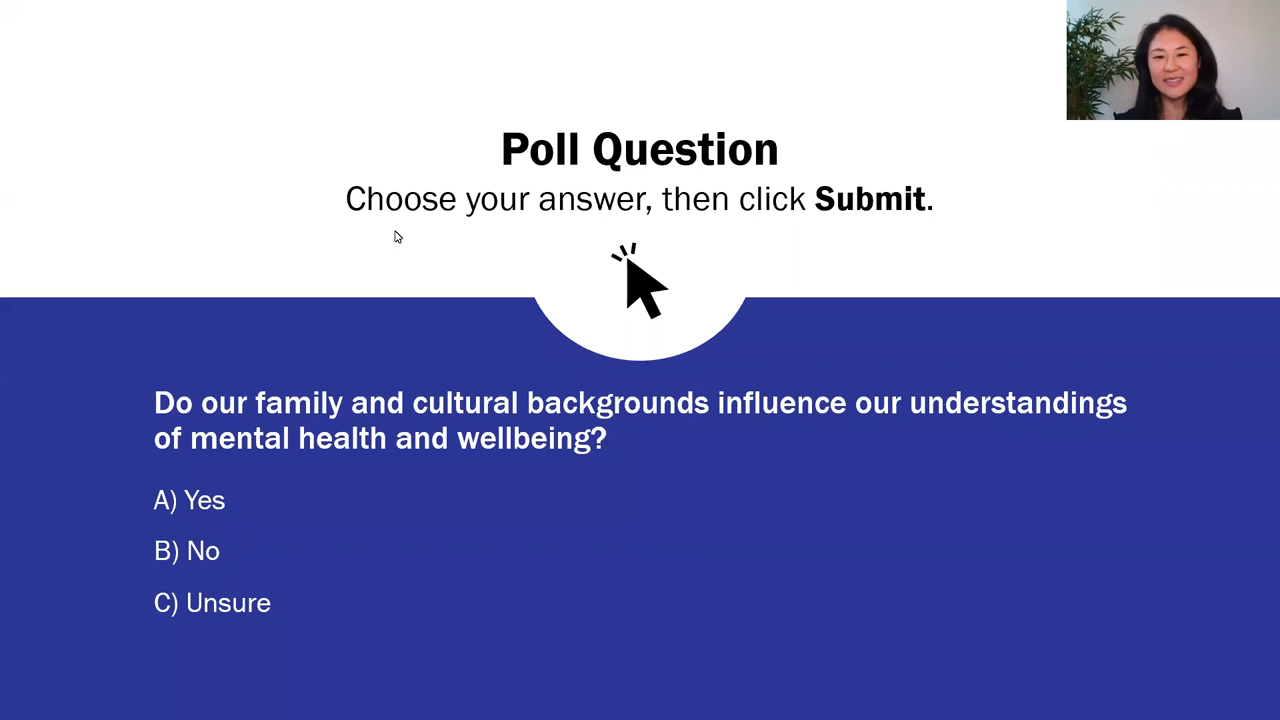 Poll Question
Choose your answer, then click Submit.
Do our family and cultural backgrounds influence our understandings
of mental health and wellbeing?
A) Yes
B) No
C) Unsure